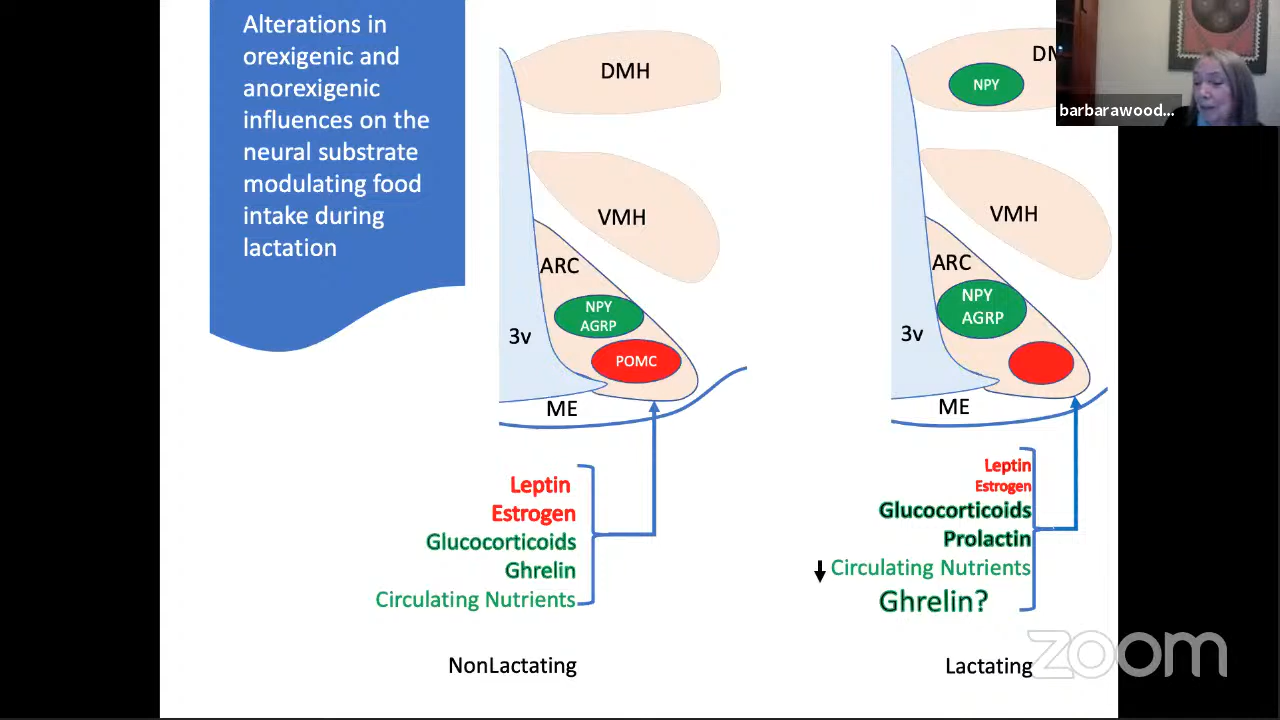 Alterations in
orexigenic and
anorexigenic
influences on the
neural substrate
modulating food
intake during
lactation
DMH
VMH
ARC
NPY
AGRP
3v
POMC
ME
Leptin
Estrogen
Glucocorticoids
Ghrelin
Circulating Nutrients
NonLactating
DM
NPY
VMH
ARC
NPY
AGRP
3v
ME
Leptin
Estrogen
Glucocorticoids
Prolactin
Circulating Nutrients
Ghrelin?
Lactating
barbarawood...
zoom